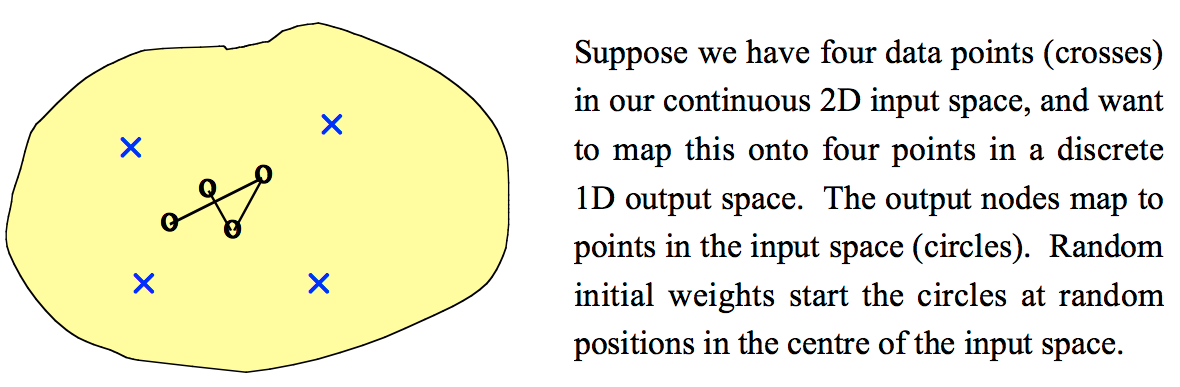 Suppose we have four data points (crosses)
in our continuous 2D input space, and want
to map this onto four points in a discrete
1D output space. The output nodes map to
points in the input space (circles). Random
initial weights start the circles at random
positions in the centre of the input space.